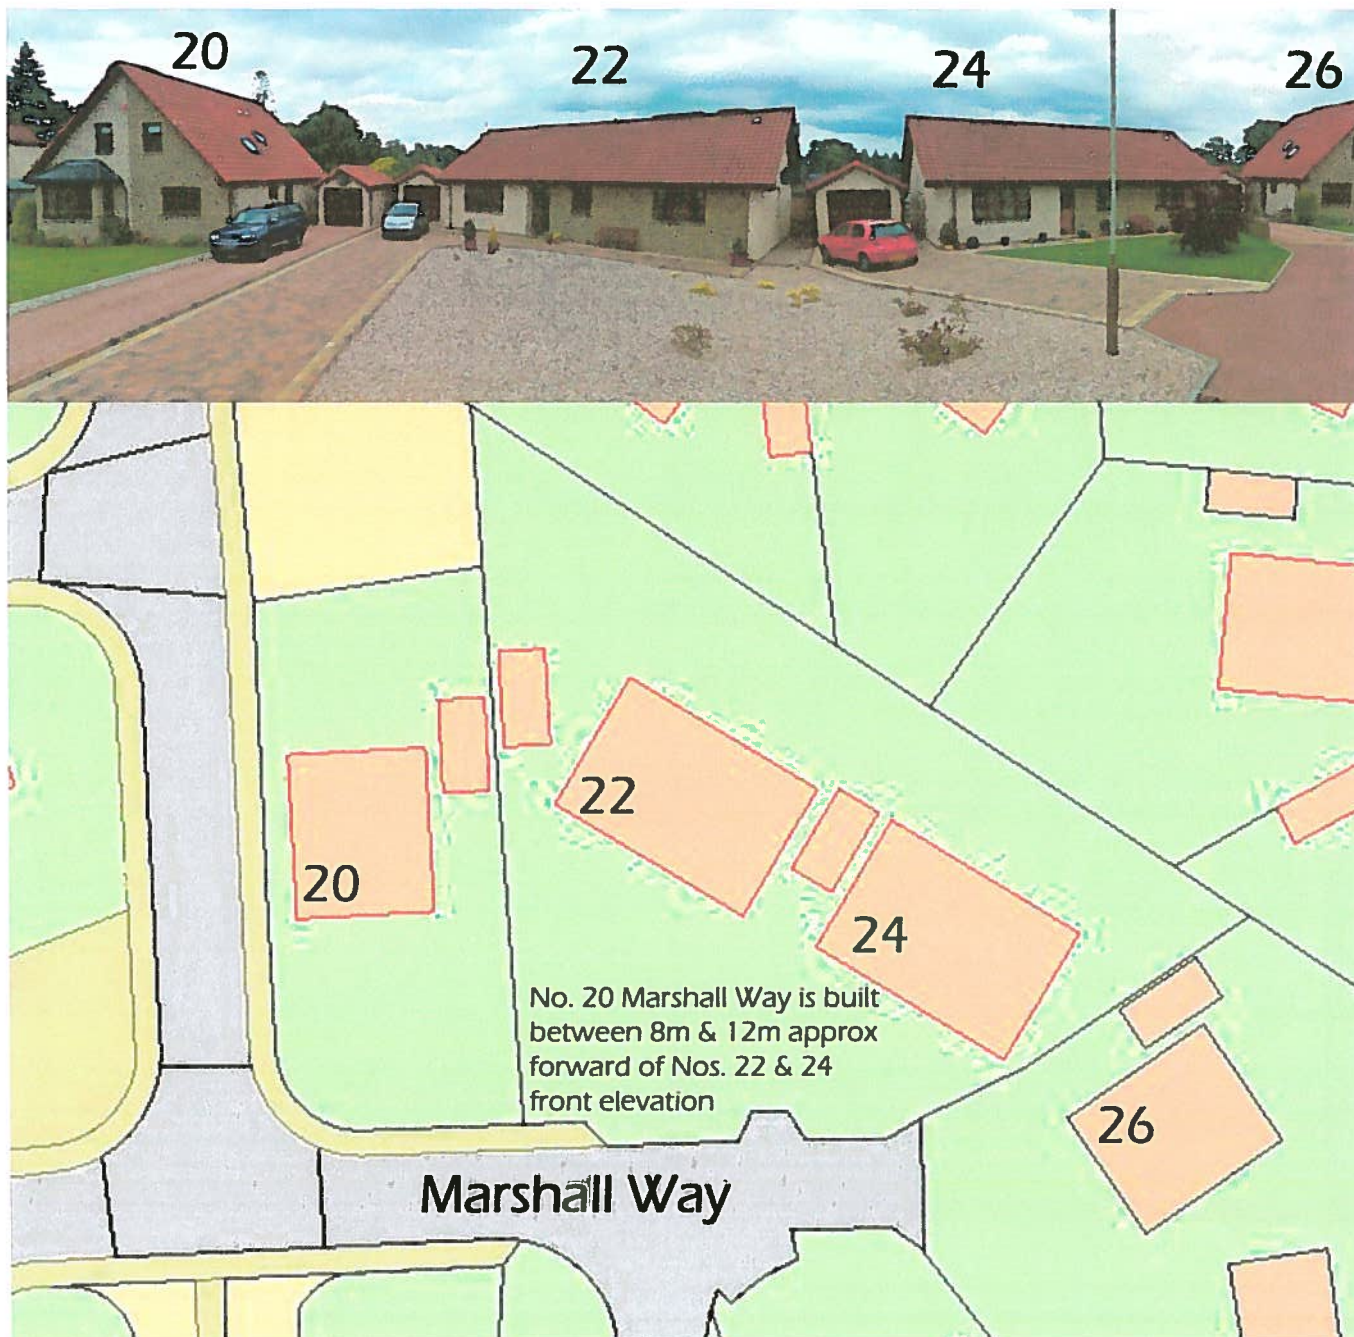 20
22
24
26
22
20
24
No. 20 Marshall Way is built
between 8m & 12m approx
forward of Nos. 22 & 24
front elevation
26
Marshall Way